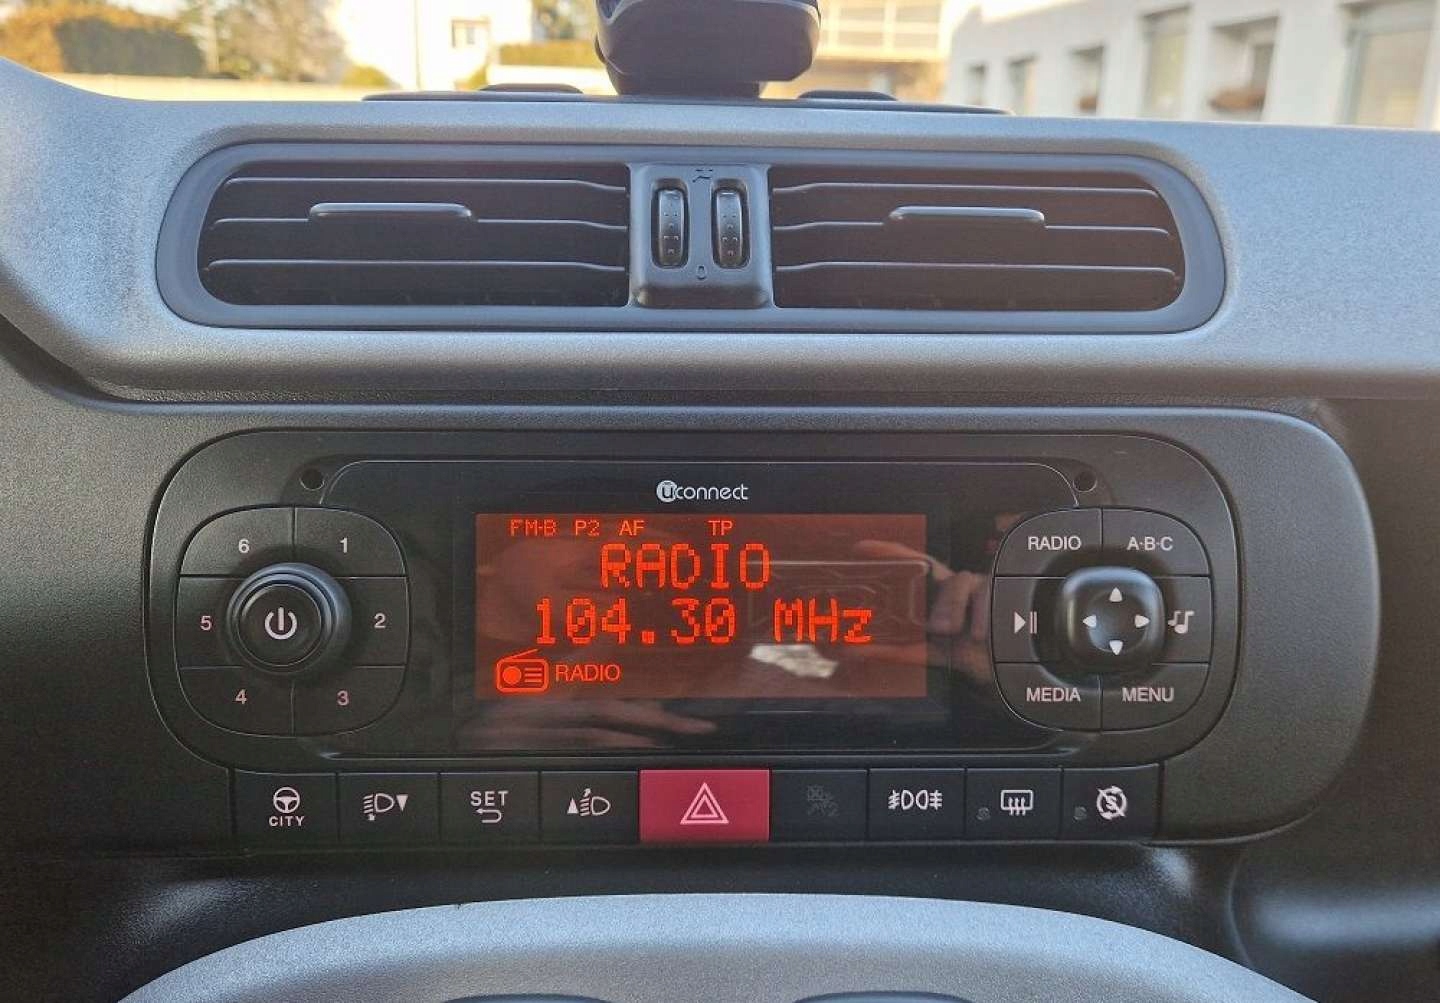 uconnect
FM-B P2 AF TP
RADIO
104.30 MHz
RADIO
6 1
5 2
4 3
RADIO A·B·C
MEDIA MENU
CITY
SET